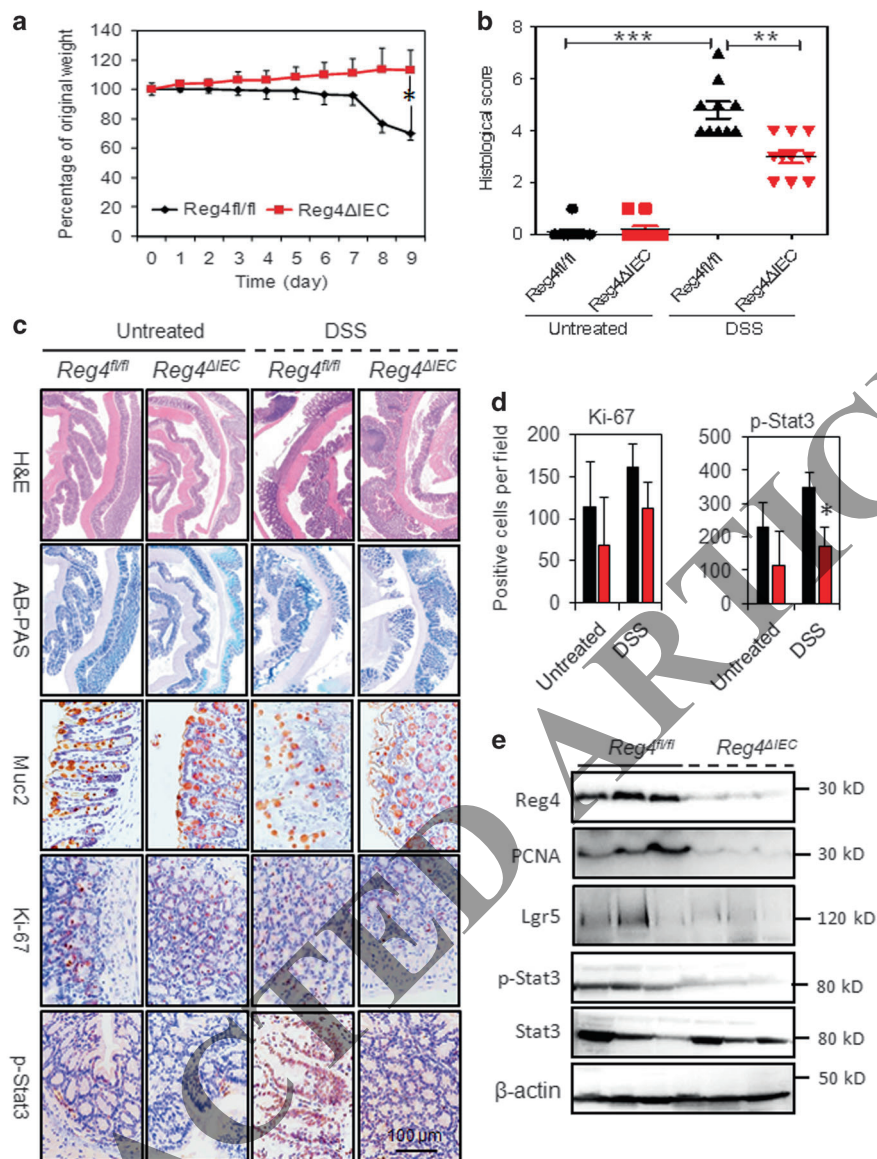 a
140
120
100
80
60
40
20
0
Percentage of original weight
*
Reg4fl/fl Reg4ΔIEC
0 1 2 3 4 5 6 7 8 9
Time (day)
b
*** **
8
6
4
2
0
Histological score
Reg4fl/fl Reg4ΔIEC Reg4fl/fl Reg4ΔIEC
Untreated DSS
c
Untreated DSS
Reg4fl/fl Reg4ΔIEC Reg4fl/fl Reg4ΔIEC
H&E
AB-PAS
Muc2
Ki-67
p-Stat3
100 μm
d
Ki-67 p-Stat3
Positive cells per field
200
150
100
50
0
Untreated DSS
500
400
300
200
100
0
*
Untreated DSS
e
Reg4fl/fl Reg4ΔIEC
Reg4 30 kD
PCNA 30 kD
Lgr5 120 kD
p-Stat3 80 kD
Stat3 80 kD
β-actin 50 kD
ACTED ARTIC